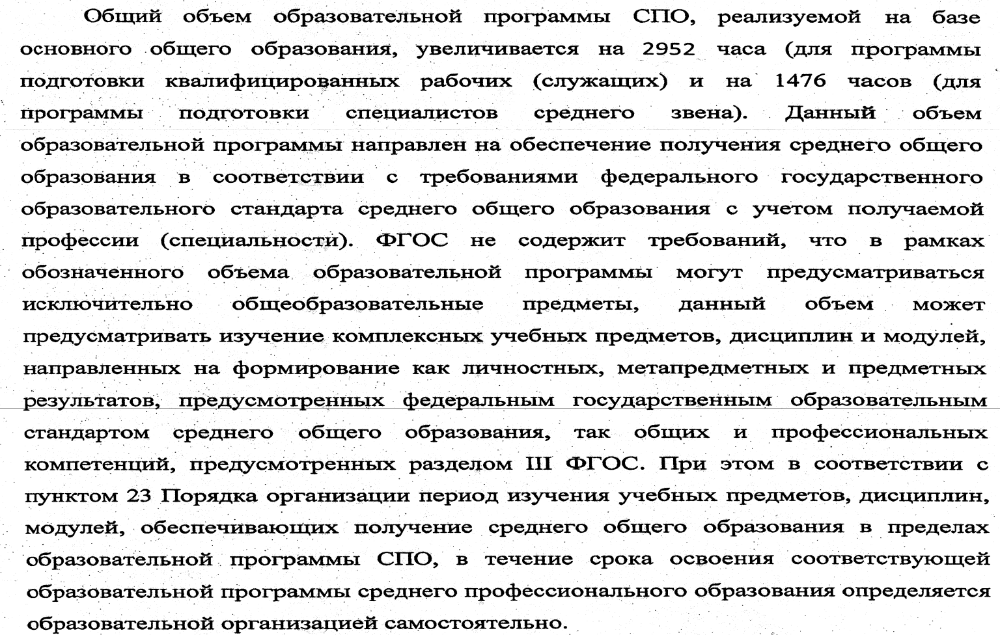 Общий объем образовательной программы СПО, реализуемой на базе
основного общего образования, увеличивается на 2952 часа (для программы
подготовки квалифицированных рабочих (служащих) и на 1476 часов (для
программы подготовки специалистов среднего звена). Данный объем
образовательной программы направлен на обеспечение получения среднего общего
образования в соответствии с требованиями федерального государственного
образовательного стандарта среднего общего образования с учетом получаемой
профессии (специальности). ФГОС не содержит требований, что в рамках
обозначенного объема образовательной программы могут предусматриваться
исключительно общеобразовательные предметы, данный объем может
предусматривать изучение комплексных учебных предметов, дисциплин и модулей,
направленных на формирование как личностных, метапредметных и предметных
результатов, предусмотренных федеральным государственным образовательным
стандартом среднего общего образования, так общих и профессиональных
компетенций, предусмотренных разделом III ФГОС. При этом в соответствии с
пунктом 23 Порядка организации период изучения учебных предметов, дисциплин,
модулей, обеспечивающих получение среднего общего образования в пределах
образовательной программы СПО, в течение срока освоения соответствующей
образовательной программы среднего профессионального образования определяется
образовательной организацией самостоятельно.